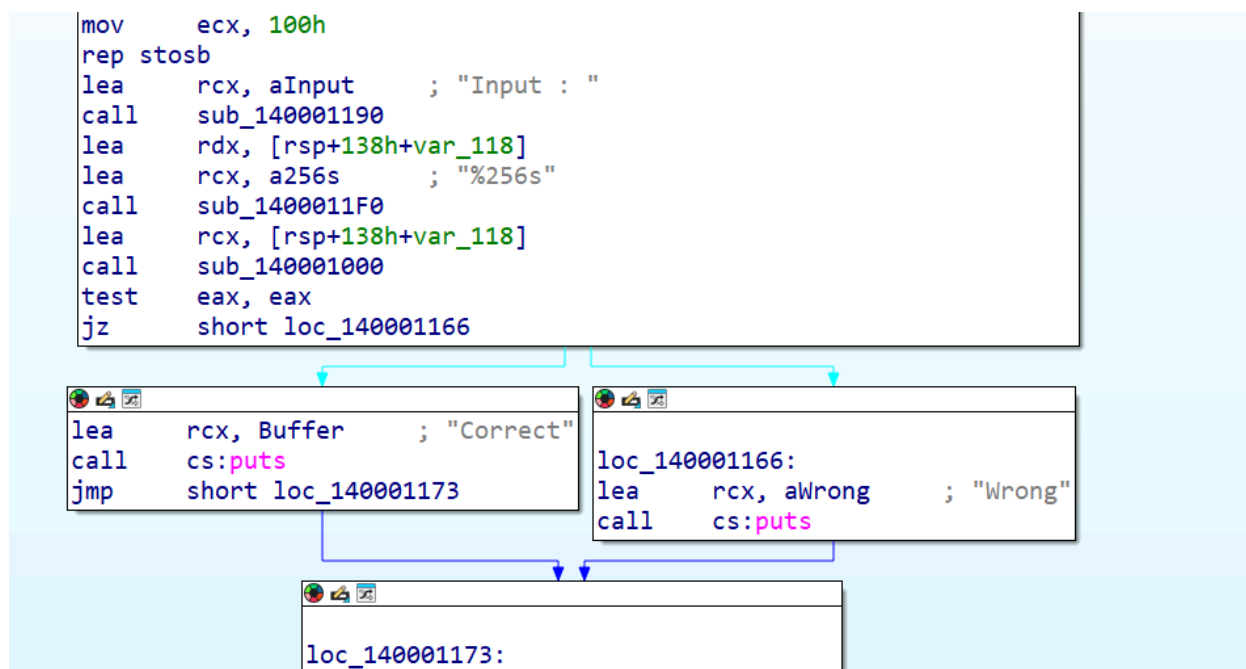 mov ecx, 100h
rep stosb
lea rcx, aInput ; "Input : "
call sub_140001190
lea rdx, [rsp+138h+var_118]
lea rcx, a256s ; "%256s"
call sub_1400011F0
lea rcx, [rsp+138h+var_118]
call sub_140001000
test eax, eax
jz short loc_140001166
lea rcx, Buffer ; "Correct"
call cs:puts
jmp short loc_140001173
loc_140001166:
lea rcx, aWrong ; "Wrong"
call cs:puts
loc_140001173: